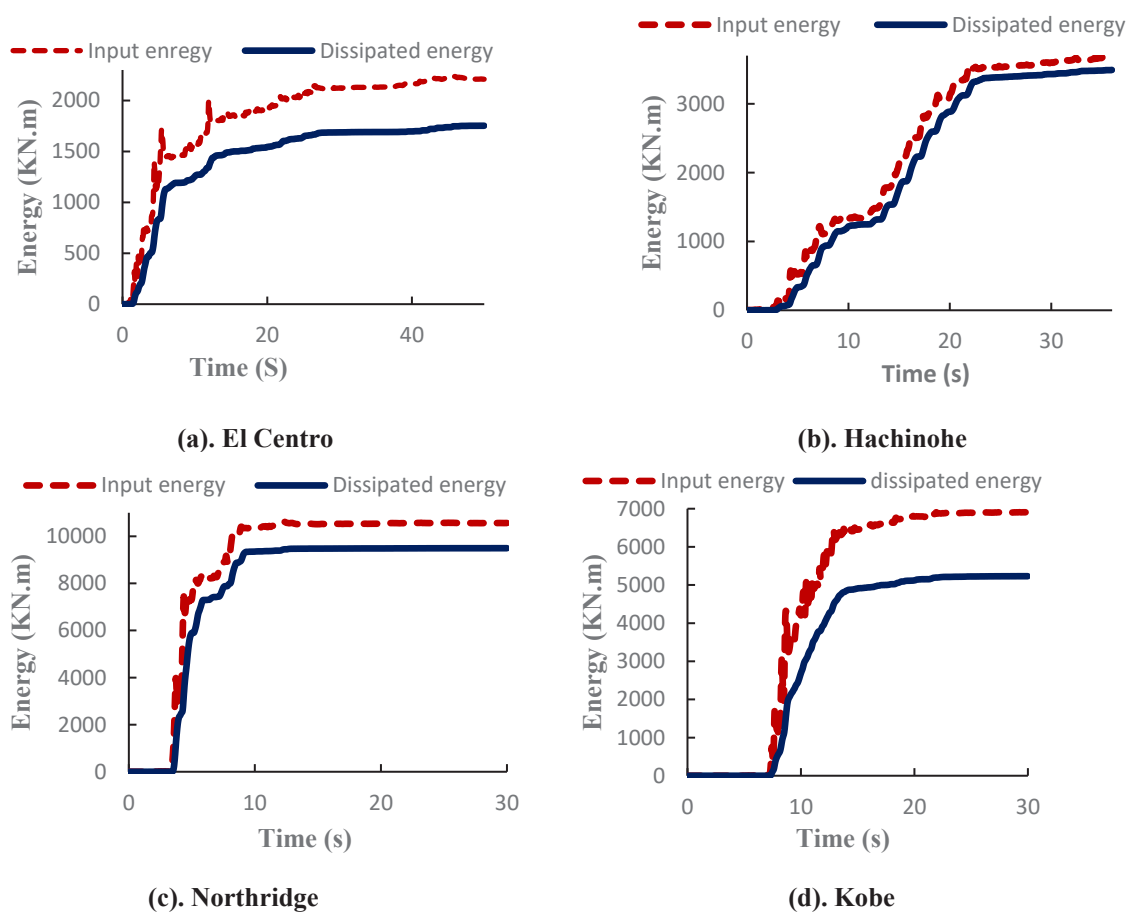 Input enregy Dissipated energy
Energy (KN.m)
2000
1500
1000
500
0
0 20 40
Time (S)
(a). El Centro
Input energy Dissipated energy
Energy (KN.m)
3000
2000
1000
0
0 10 20 30
Time (s)
(b). Hachinohe
Input energy Dissipated energy
Energy (KN.m)
10000
8000
6000
4000
2000
0
0 10 20 30
Time (s)
(c). Northridge
Input energy dissipated energy
Energy (KN.m)
7000
6000
5000
4000
3000
2000
1000
0
0 10 20 30
Time (s)
(d). Kobe